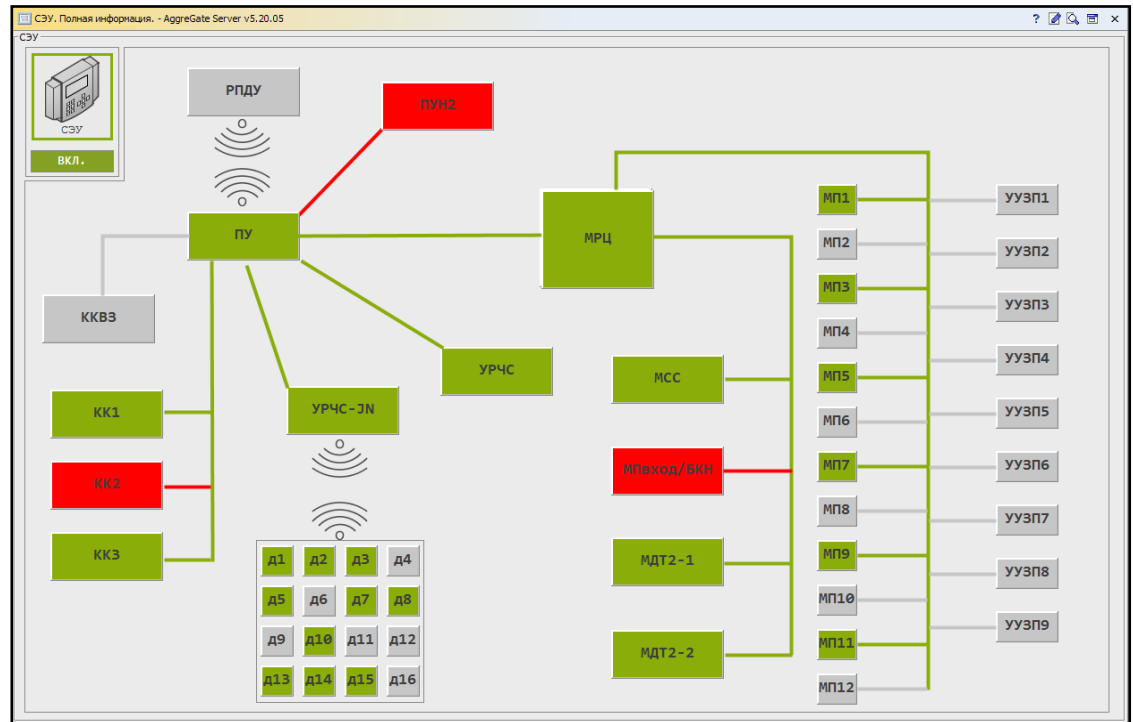 СЭУ. Полная информация. - AggreGate Server v5.20.05
?
СЭУ
СЭУ
ВКЛ.
РПДУ
ПУН2
ПУ
МРЦ
ККВЗ
УРЧС
УРЧС-JN
КК1
КК2
КК3
МСС
МПвход/БКН
МДТ2-1
МДТ2-2
д1 д2 д3 д4
д5 д6 д7 д8
д9 д10 д11 д12
д13 д14 д15 д16
МП1
МП2
МП3
МП4
МП5
МП6
МП7
МП8
МП9
МП10
МП11
МП12
УУЗП1
УУЗП2
УУЗП3
УУЗП4
УУЗП5
УУЗП6
УУЗП7
УУЗП8
УУЗП9